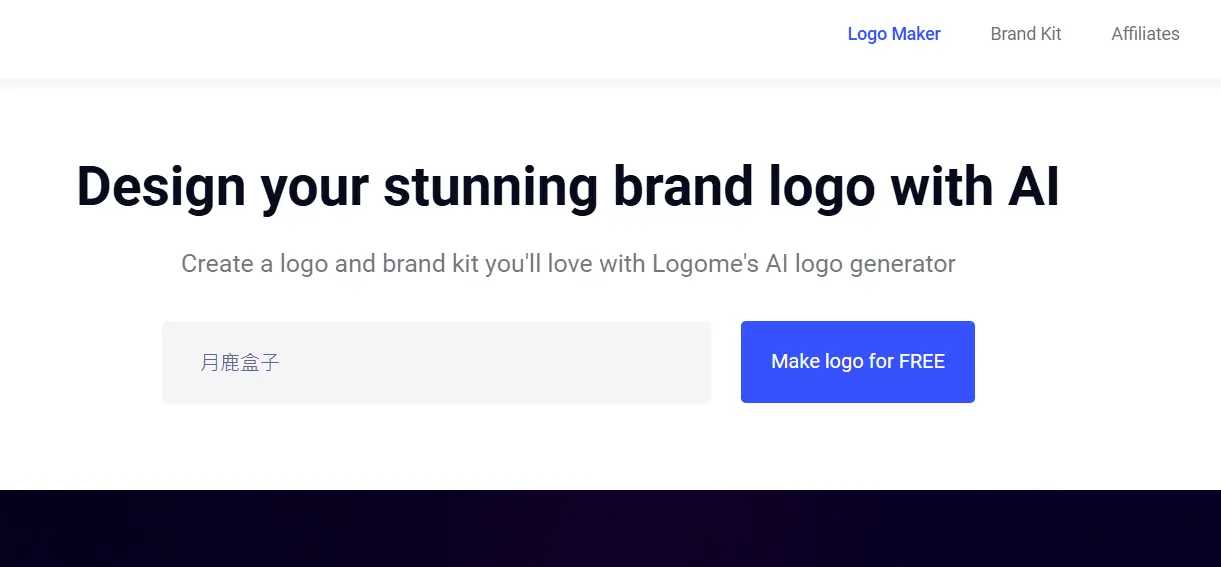 Logo Maker Brand Kit Affiliates
Design your stunning brand logo with AI
Create a logo and brand kit you'll love with Logome's AI logo generator
月鹿盒子 Make logo for FREE